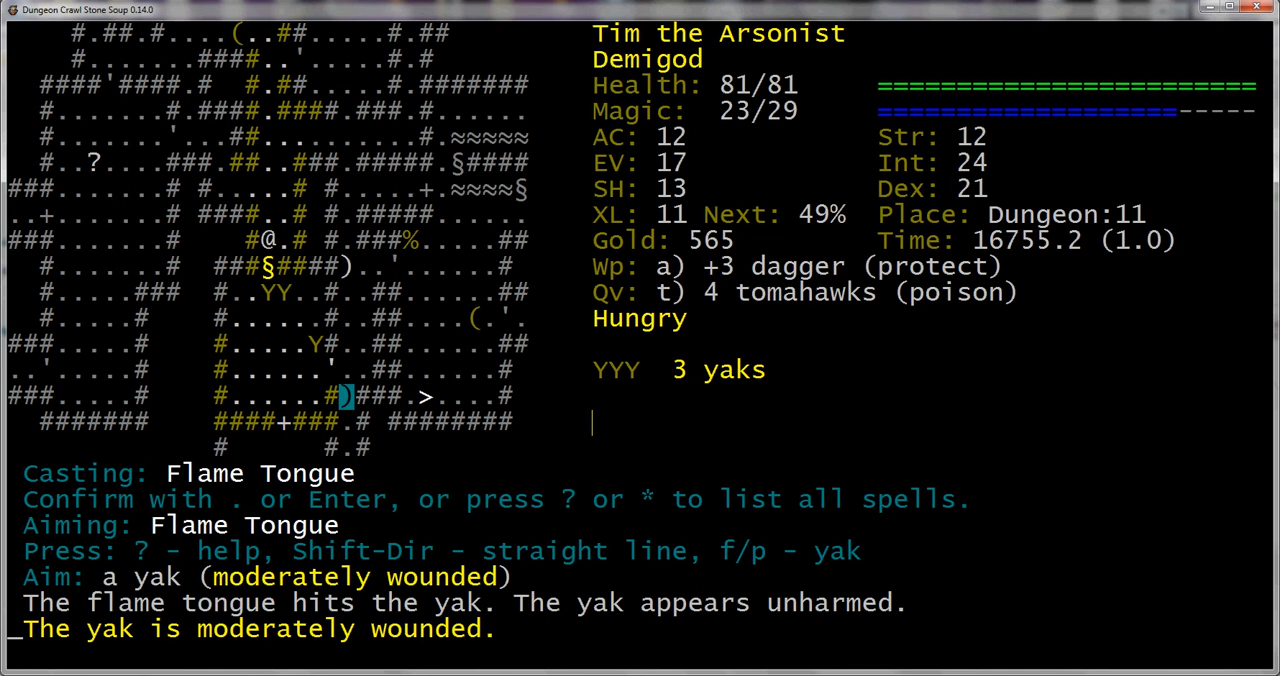 Dungeon Crawl Stone Soup 0.14.0
#.##.#....(..##.....#.## Tim the Arsonist
#.......####..'.....#.# Demigod
####'####.# #.##.....#.####### Health: 81/81 ========================
#.......#.####.####.###.#...... Magic: 23/29 ===================-----
#.......'...##..........#.≈≈≈≈≈ AC: 12 Str: 12
#..?....###.##..###.#####.§#### EV: 17 Int: 24
###.......# #.....# #.....+.≈≈≈≈§ SH: 13 Dex: 21
..+.......# ####..# #.#####...... XL: 11 Next: 49% Place: Dungeon:11
###.......# #@.# #.###%.....## Gold: 565 Time: 16755.2 (1.0)
#.......# ###§####)..'......# Wp: a) +3 dagger (protect)
#.....### #..YY..#..##......## Qv: t) 4 tomahawks (poison)
###.....# #......#..##....(.'. Hungry
###.....# #.....Y#..##......##
..'.....# #......'..##......# YYY 3 yaks
###.....# #......#)###.>....#
####### ####+###.# ########
# #.#
Casting: Flame Tongue
Confirm with . or Enter, or press ? or * to list all spells.
Aiming: Flame Tongue
Press: ? - help, Shift-Dir - straight line, f/p - yak
Aim: a yak (moderately wounded)
The flame tongue hits the yak. The yak appears unharmed.
_The yak is moderately wounded.